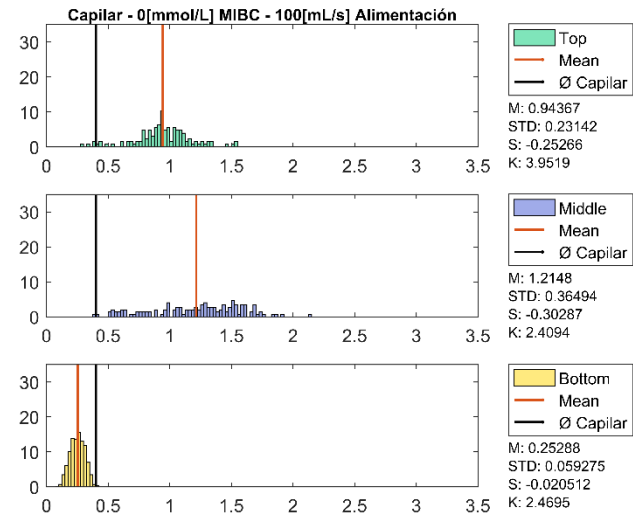 Capilar - 0[mmol/L] MIBC - 100[mL/s] Alimentación
30
20
10
0
0 0.5 1 1.5 2 2.5 3 3.5
Top
Mean
Ø Capilar
M: 0.94367
STD: 0.23142
S: -0.25266
K: 3.9519
30
20
10
0
0 0.5 1 1.5 2 2.5 3 3.5
Middle
Mean
Ø Capilar
M: 1.2148
STD: 0.36494
S: -0.30287
K: 2.4094
30
20
10
0
0 0.5 1 1.5 2 2.5 3 3.5
Bottom
Mean
Ø Capilar
M: 0.25288
STD: 0.059275
S: -0.020512
K: 2.4695